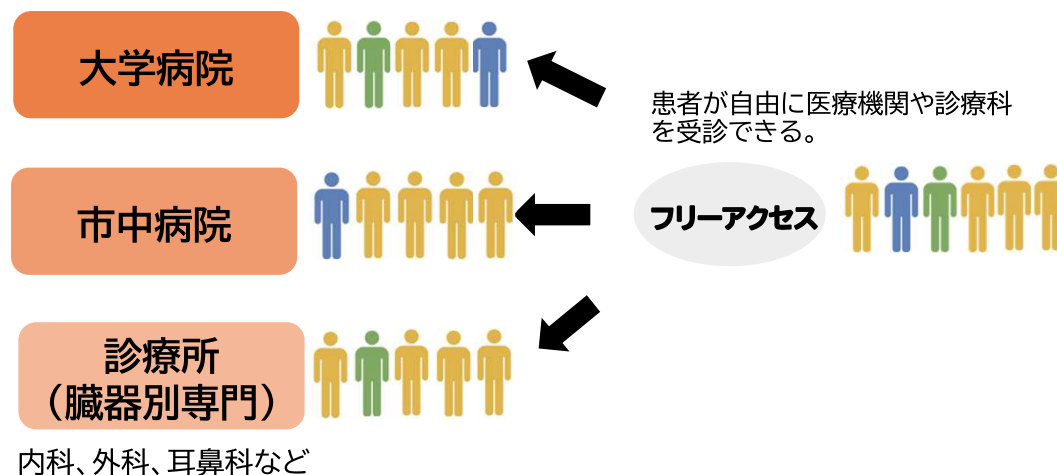 大学病院
患者が自由に医療機関や診療科
を受診できる。
市中病院
フリーアクセス
診療所
（臓器別専門）
内科、外科、耳鼻科など